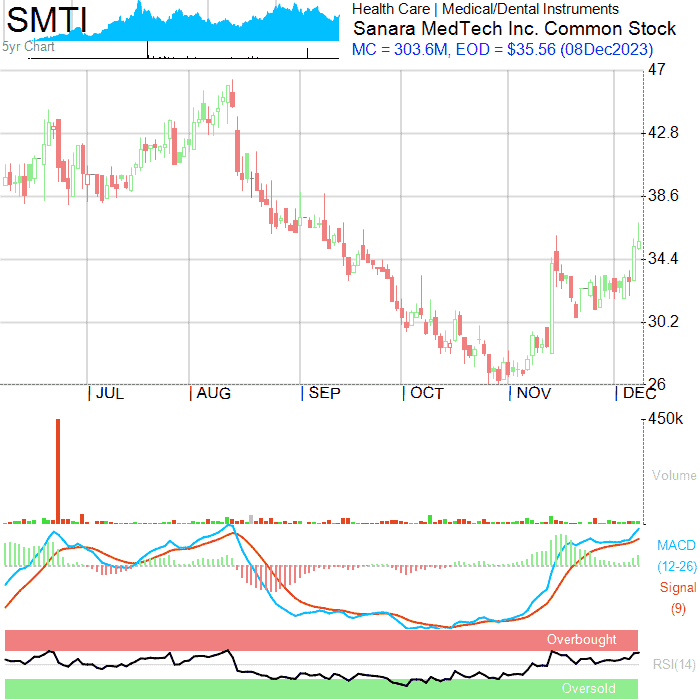 SMTI
5yr Chart
Health Care | Medical/Dental Instruments
Sanara MedTech Inc. Common Stock
MC = 303.6M, EOD = $35.56 (08Dec2023)
47
42.8
38.6
34.4
30.2
26
JUL AUG SEP OCT NOV DEC
450k
Volume
MACD
(12-26)
Signal
(9)
Overbought
RSI(14)
Oversold